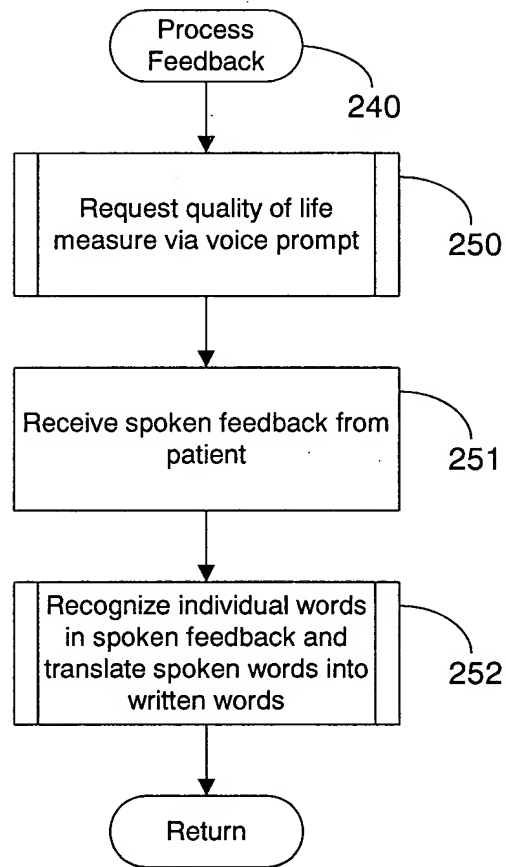 Process
Feedback
240
Request quality of life
measure via voice prompt
250
Receive spoken feedback from
patient
251
Recognize individual words
in spoken feedback and
translate spoken words into
written words
252
Return